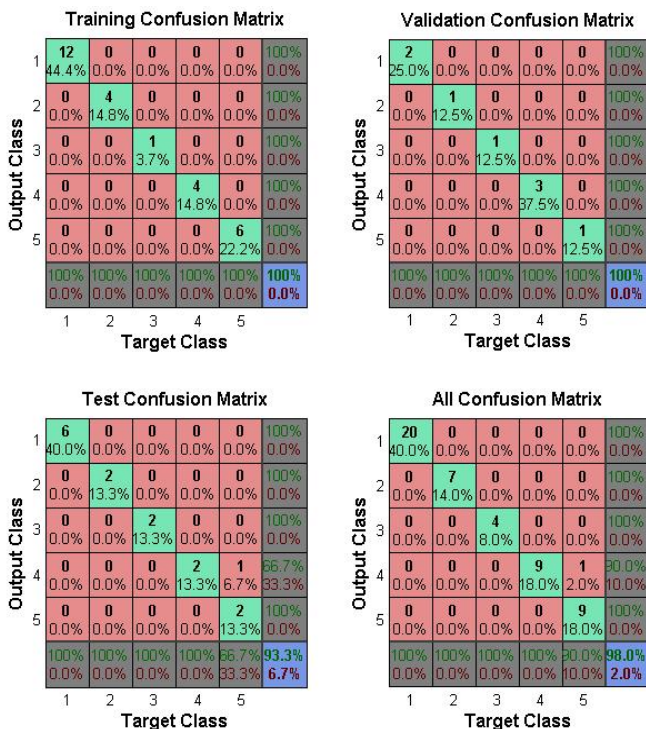 Training Confusion Matrix
Output Class
1 12 0 0 0 0 100%
44.4% 0.0% 0.0% 0.0% 0.0% 0.0%
2 0 4 0 0 0 100%
0.0% 14.8% 0.0% 0.0% 0.0% 0.0%
3 0 0 1 0 0 100%
0.0% 0.0% 3.7% 0.0% 0.0% 0.0%
4 0 0 0 4 0 100%
0.0% 0.0% 0.0% 14.8% 0.0% 0.0%
5 0 0 0 0 6 100%
0.0% 0.0% 0.0% 0.0% 22.2% 0.0%
100% 100% 100% 100% 100% 100%
0.0% 0.0% 0.0% 0.0% 0.0% 0.0%
1 2 3 4 5
Target Class
Validation Confusion Matrix
Output Class
1 2 0 0 0 0 100%
25.0% 0.0% 0.0% 0.0% 0.0% 0.0%
2 0 1 0 0 0 100%
0.0% 12.5% 0.0% 0.0% 0.0% 0.0%
3 0 0 1 0 0 100%
0.0% 0.0% 12.5% 0.0% 0.0% 0.0%
4 0 0 0 3 0 100%
0.0% 0.0% 0.0% 37.5% 0.0% 0.0%
5 0 0 0 0 1 100%
0.0% 0.0% 0.0% 0.0% 12.5% 0.0%
100% 100% 100% 100% 100% 100%
0.0% 0.0% 0.0% 0.0% 0.0% 0.0%
1 2 3 4 5
Target Class
Test Confusion Matrix
Output Class
1 6 0 0 0 0 100%
40.0% 0.0% 0.0% 0.0% 0.0% 0.0%
2 0 2 0 0 0 100%
0.0% 13.3% 0.0% 0.0% 0.0% 0.0%
3 0 0 2 0 0 100%
0.0% 0.0% 13.3% 0.0% 0.0% 0.0%
4 0 0 0 2 1 66.7%
0.0% 0.0% 0.0% 13.3% 6.7% 33.3%
5 0 0 0 0 2 100%
0.0% 0.0% 0.0% 0.0% 13.3% 0.0%
100% 100% 100% 100% 66.7% 93.3%
0.0% 0.0% 0.0% 0.0% 33.3% 6.7%
1 2 3 4 5
Target Class
All Confusion Matrix
Output Class
1 20 0 0 0 0 100%
40.0% 0.0% 0.0% 0.0% 0.0% 0.0%
2 0 7 0 0 0 100%
0.0% 14.0% 0.0% 0.0% 0.0% 0.0%
3 0 0 4 0 0 100%
0.0% 0.0% 8.0% 0.0% 0.0% 0.0%
4 0 0 0 9 1 90.0%
0.0% 0.0% 0.0% 18.0% 2.0% 10.0%
5 0 0 0 0 9 100%
0.0% 0.0% 0.0% 0.0% 18.0% 0.0%
100% 100% 100% 100% 90.0% 98.0%
0.0% 0.0% 0.0% 0.0% 10.0% 2.0%
1 2 3 4 5
Target Class